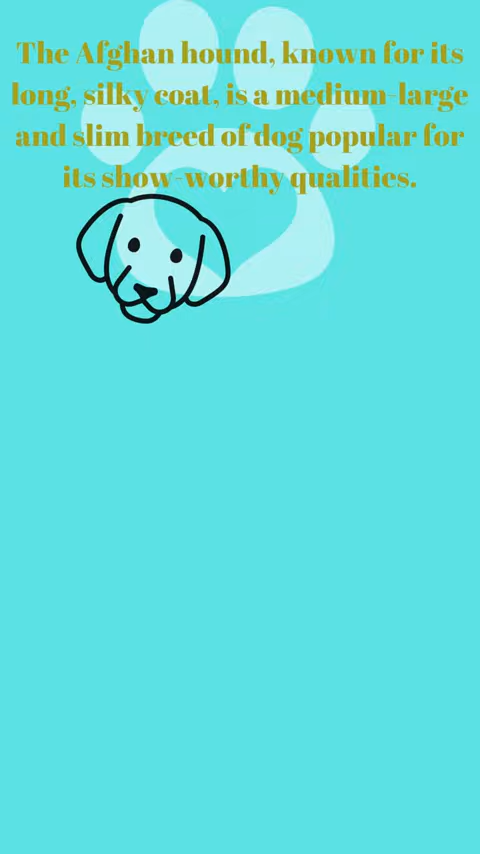 The Afghan hound, known for its
long, silky coat, is a medium-large
and slim breed of dog popular for
its show-worthy qualities.